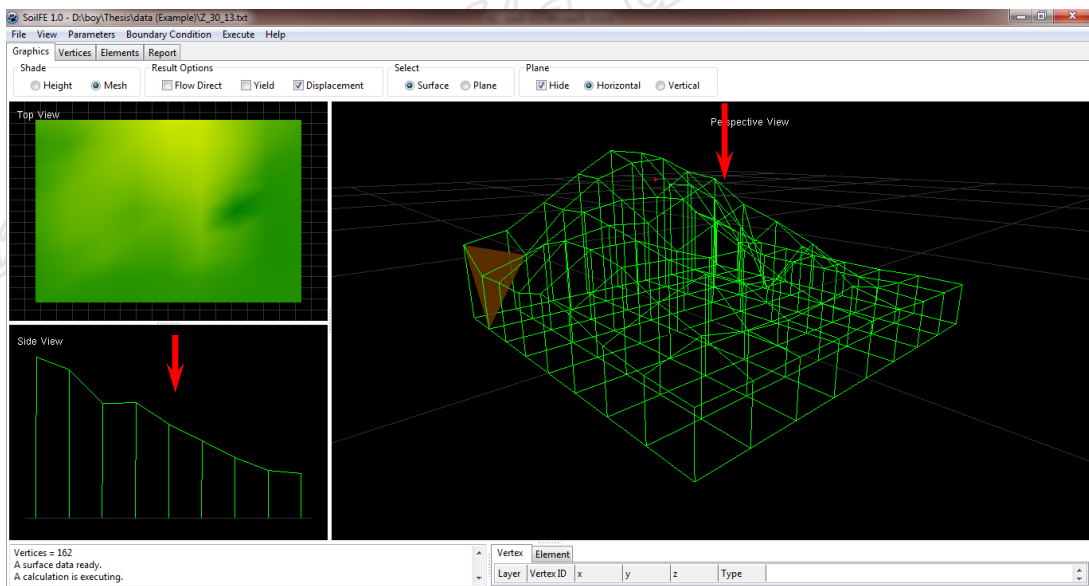 SoilFE 1.0 - D:\boy\Thesis\data (Example)\Z_30_13.txt
File View Parameters Boundary Condition Execute Help
Graphics Vertices Elements Report
Shade Result Options Select Plane
Height Mesh Flow Direct Yield Displacement Surface Plane Hide Horizontal Vertical
Top View
Perspective View
Side View
Vertices = 162
A surface data ready.
A calculation is executing.
Vertex Element
Layer Vertex ID x y z Type